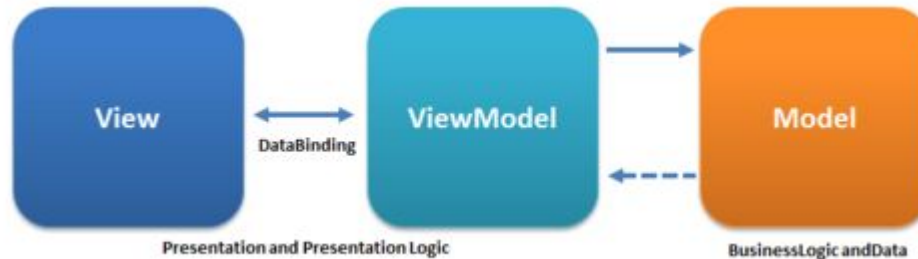 View
ViewModel
Model
DataBinding
Presentation and Presentation Logic
BusinessLogic andData